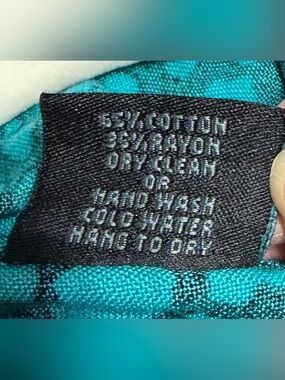 65% COTTON
35% RAYON
DRY CLEAN
OR
HAND WASH
COLD WATER
HANG TO DRY